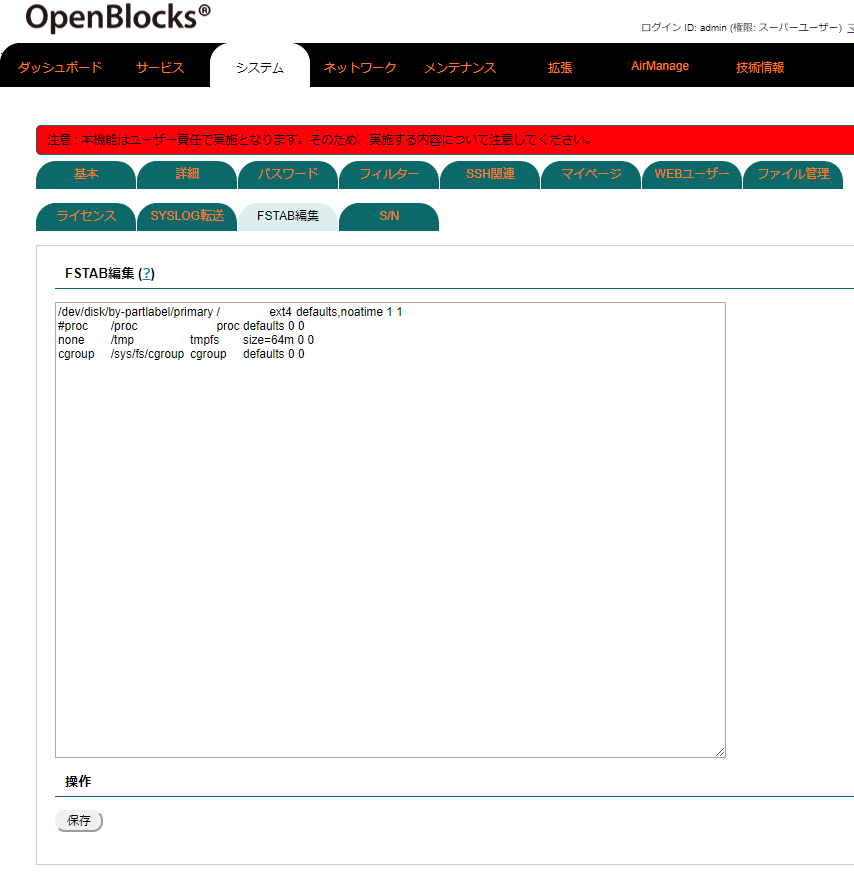 OpenBlocks®
ログイン ID: admin (権限: スーパーユーザー)
ダッシュボード サービス システム ネットワーク メンテナンス 拡張 AirManage 技術情報
注意 : 本機能はユーザー責任で実施となります。そのため、実施する内容について注意してください。
基本 詳細 パスワード フィルター SSH関連 マイページ WEBユーザー ファイル管理
ライセンス SYSLOG転送 FSTAB編集 S/N
FSTAB編集 (?)
/dev/disk/by-partlabel/primary / ext4 defaults,noatime 1 1
#proc /proc proc defaults 0 0
none /tmp tmpfs size=64m 0 0
cgroup /sys/fs/cgroup cgroup defaults 0 0
操作
保存